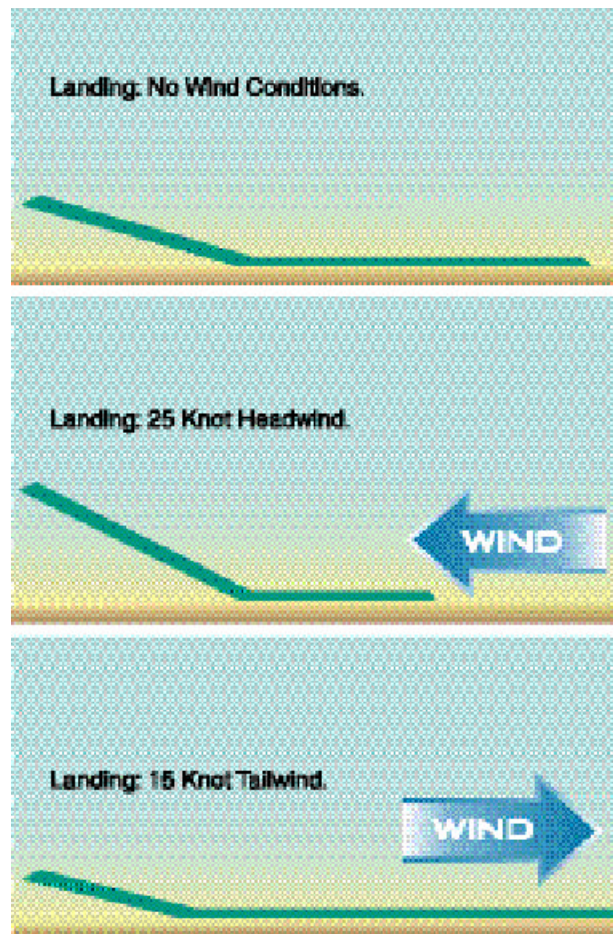 Landing: No Wind Conditions.
Landing: 25 Knot Headwind.
WIND
Landing: 15 Knot Tailwind.
WIND